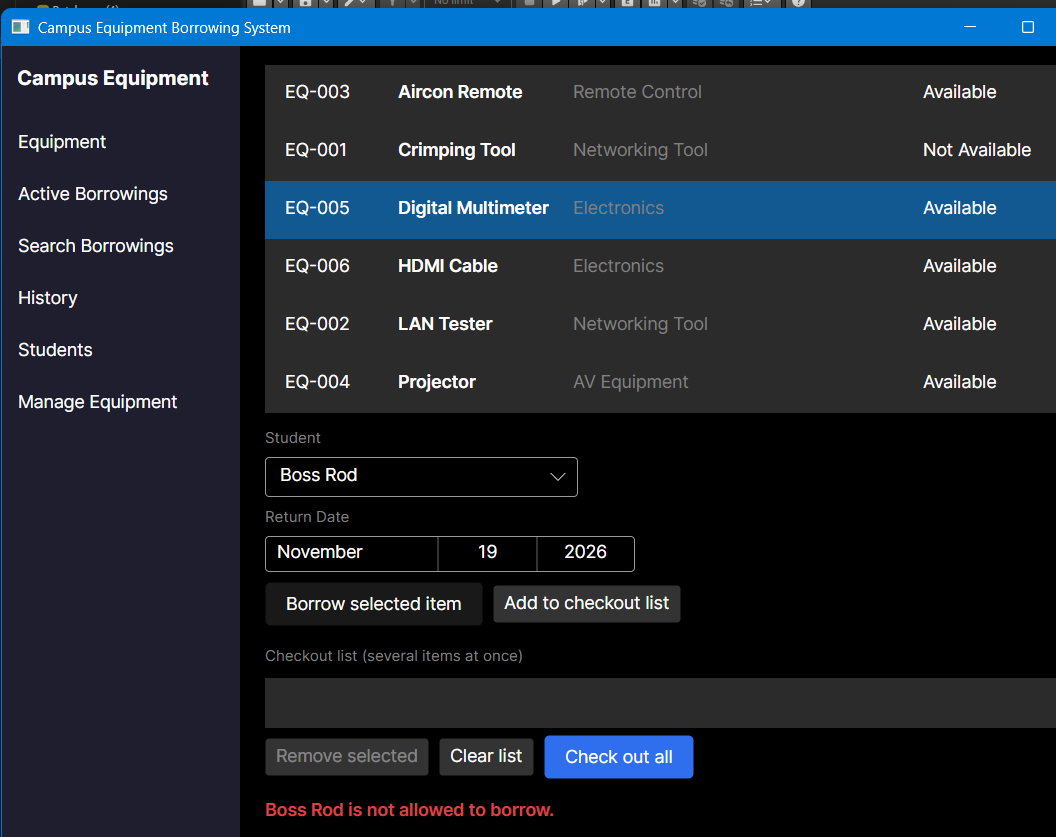 No limit
Campus Equipment Borrowing System
Campus Equipment
Equipment
Active Borrowings
Search Borrowings
History
Students
Manage Equipment
EQ-003 Aircon Remote Remote Control Available
EQ-001 Crimping Tool Networking Tool Not Available
EQ-005 Digital Multimeter Electronics Available
EQ-006 HDMI Cable Electronics Available
EQ-002 LAN Tester Networking Tool Available
EQ-004 Projector AV Equipment Available
Student
Boss Rod
Return Date
November 19 2026
Borrow selected item Add to checkout list
Checkout list (several items at once)
Remove selected Clear list Check out all
Boss Rod is not allowed to borrow.